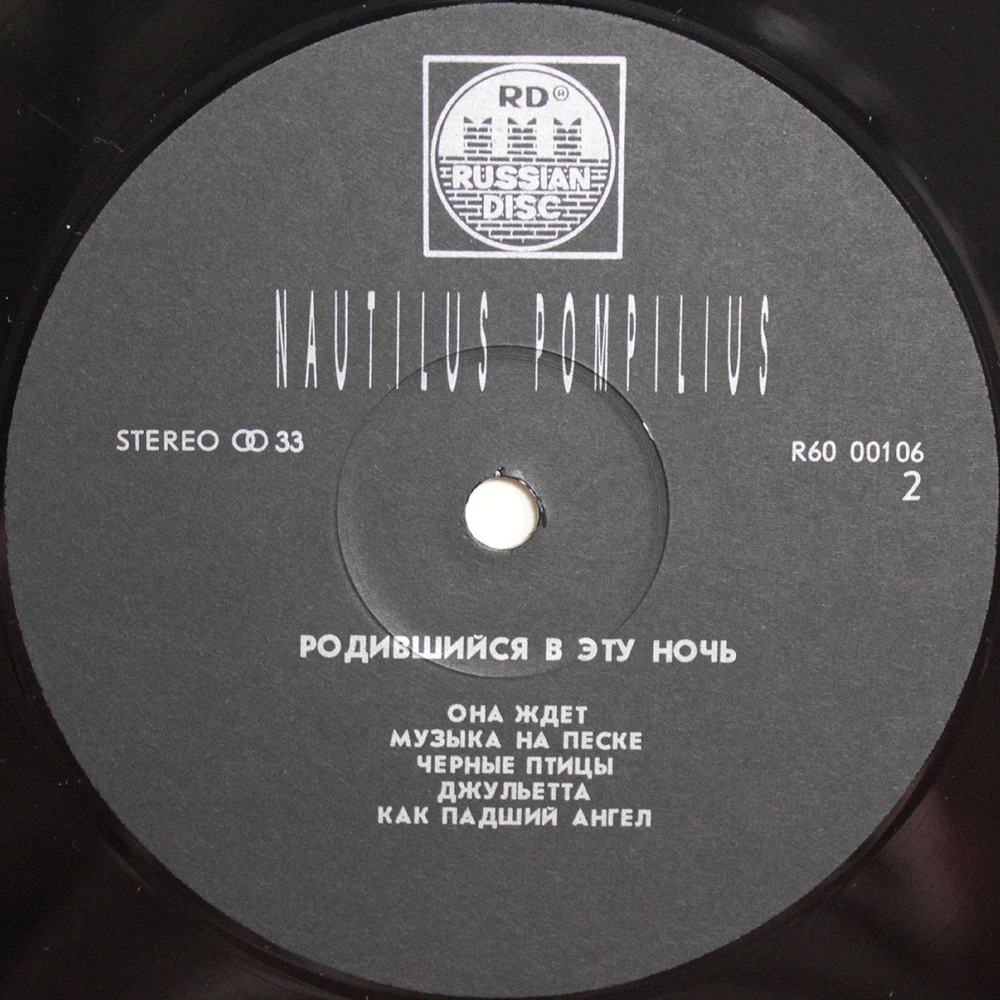 RD®
RUSSIAN
DISC
NAUTILUS POMPILIUS
STEREO ꝏ 33
R60 00106
2
РОДИВШИЙСЯ В ЭТУ НОЧЬ
ОНА ЖДЕТ
МУЗЫКА НА ПЕСКЕ
ЧЕРНЫЕ ПТИЦЫ
ДЖУЛЬЕТТА
КАК ПАДШИЙ АНГЕЛ